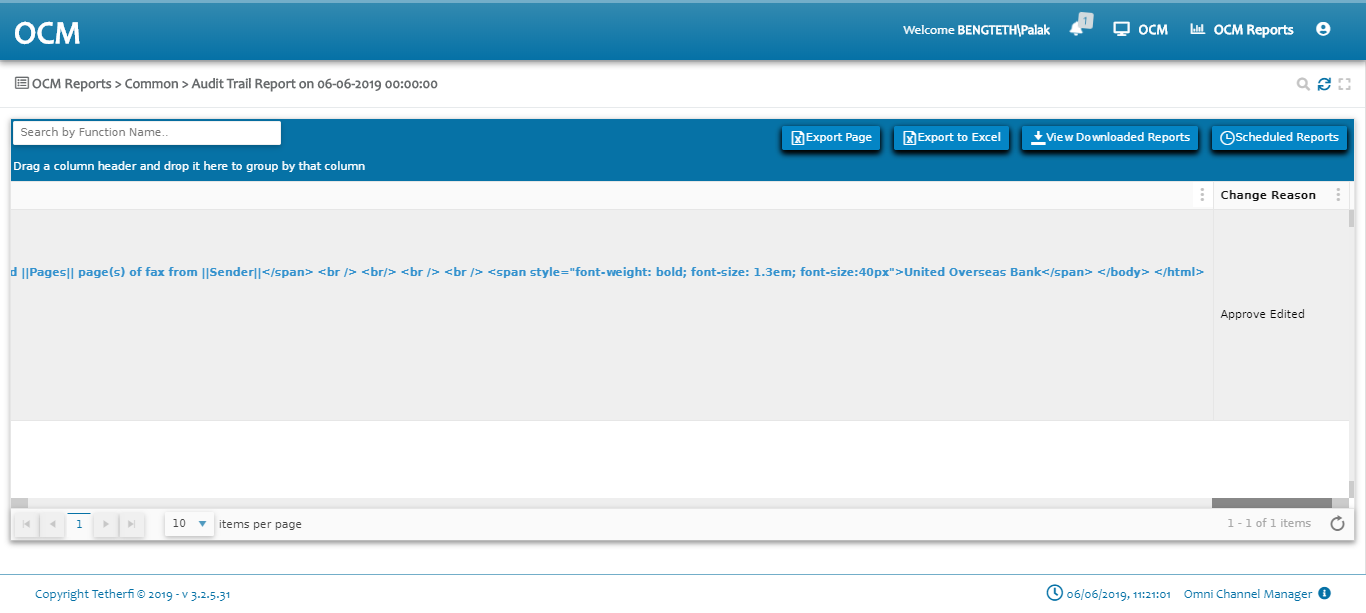 OCM
Welcome BENGTETH\Palak
1
OCM
OCM Reports
OCM Reports > Common > Audit Trail Report on 06-06-2019 00:00:00
Search by Function Name..
Export Page
Export to Excel
View Downloaded Reports
Scheduled Reports
Drag a column header and drop it here to group by that column
Change Reason
d ||Pages|| page(s) of fax from ||Sender||</span> <br /> <br/> <br /> <br /> <span style="font-weight: bold; font-size: 1.3em; font-size:40px">United Overseas Bank</span> </body> </html>
Approve Edited
1
10
items per page
1 - 1 of 1 items
Copyright Tetherfi © 2019 - v 3.2.5.31
06/06/2019, 11:21:01
Omni Channel Manager